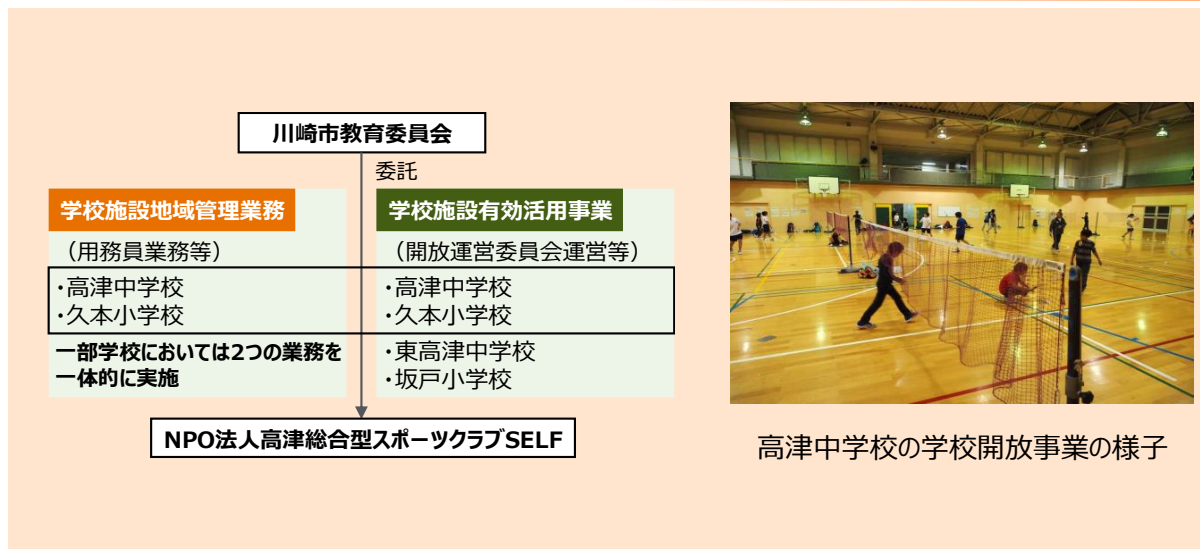 川崎市教育委員会
委託
学校施設地域管理業務
(用務員業務等)
・高津中学校
・久本小学校
一部学校においては2つの業務を
一体的に実施
学校施設有効活用事業
(開放運営委員会運営等)
・高津中学校
・久本小学校
・東高津中学校
・坂戸小学校
NPO法人高津総合型スポーツクラブSELF
高津中学校の学校開放事業の様子